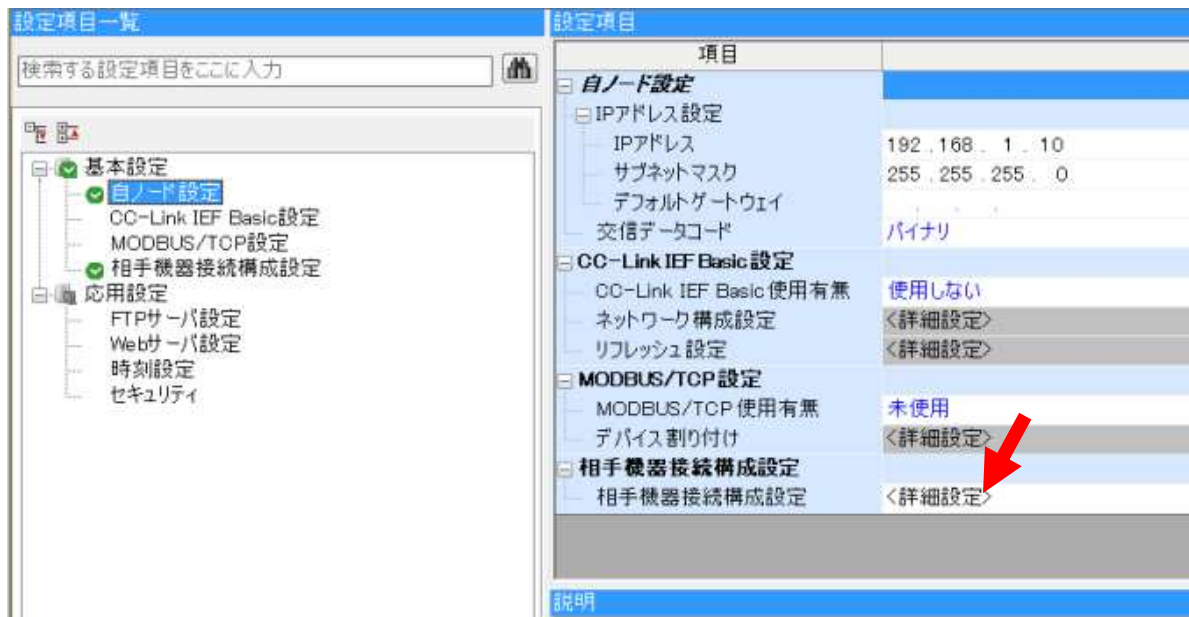 設定項目一覧
検索する設定項目をここに入力
基本設定
自ノード設定
CC-Link IEF Basic設定
MODBUS/TCP設定
相手機器接続構成設定
応用設定
FTPサーバ設定
Webサーバ設定
時刻設定
セキュリティ
設定項目
項目
自ノード設定
IPアドレス設定
IPアドレス 192 . 168 . 1 . 10
サブネットマスク 255 . 255 . 255 . 0
デフォルトゲートウェイ . . .
交信データコード バイナリ
CC-Link IEF Basic設定
CC-Link IEF Basic使用有無 使用しない
ネットワーク構成設定 <詳細設定>
リフレッシュ設定 <詳細設定>
MODBUS/TCP設定
MODBUS/TCP使用有無 未使用
デバイス割り付け <詳細設定>
相手機器接続構成設定
相手機器接続構成設定 <詳細設定>
説明